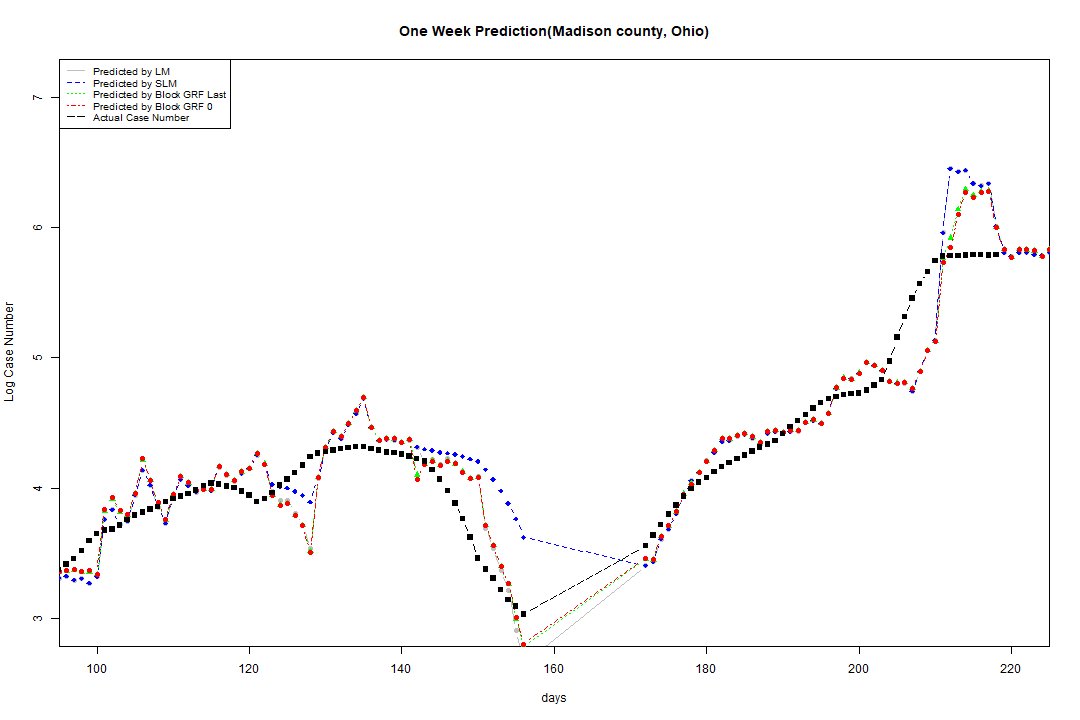 One Week Prediction(Madison county, Ohio)
Predicted by LM
Predicted by SLM
Predicted by Block GRF Last
Predicted by Block GRF 0
Actual Case Number
7
6
5
4
3
Log Case Number
100 120 140 160 180 200 220
days